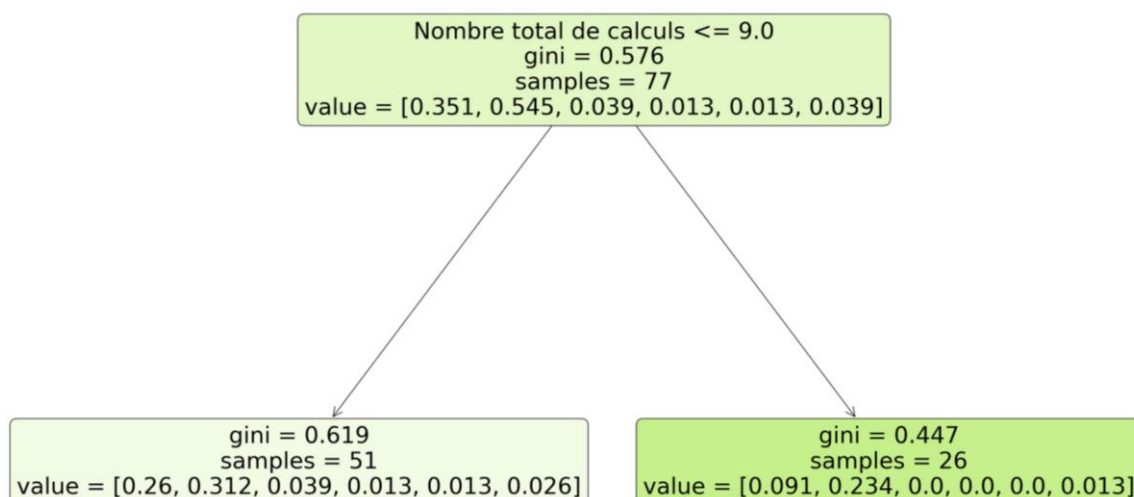 Nombre total de calculs <= 9.0
gini = 0.576
samples = 77
value = [0.351, 0.545, 0.039, 0.013, 0.013, 0.039]
gini = 0.619
samples = 51
value = [0.26, 0.312, 0.039, 0.013, 0.013, 0.026]
gini = 0.447
samples = 26
value = [0.091, 0.234, 0.0, 0.0, 0.0, 0.013]